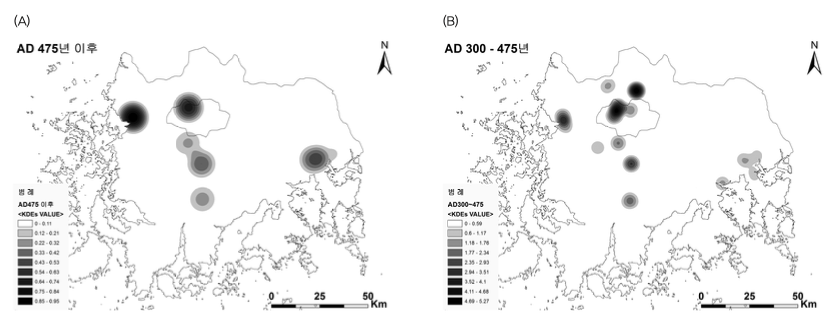 (A)
AD 475년 이후
N
범 례
AD475 이후
<KDEs VALUE>
0 - 0.11
0.12 - 0.21
0.22 - 0.32
0.33 - 0.42
0.43 - 0.53
0.54 - 0.63
0.64 - 0.74
0.75 - 0.84
0.85 - 0.95
0 25 50
Km
(B)
AD 300 - 475년
N
범 례
AD300~475
<KDEs VALUE>
0 - 0.59
0.6 - 1.17
1.18 - 1.76
1.77 - 2.34
2.35 - 2.93
2.94 - 3.51
3.52 - 4.1
4.11 - 4.68
4.69 - 5.27
0 25 50
Km